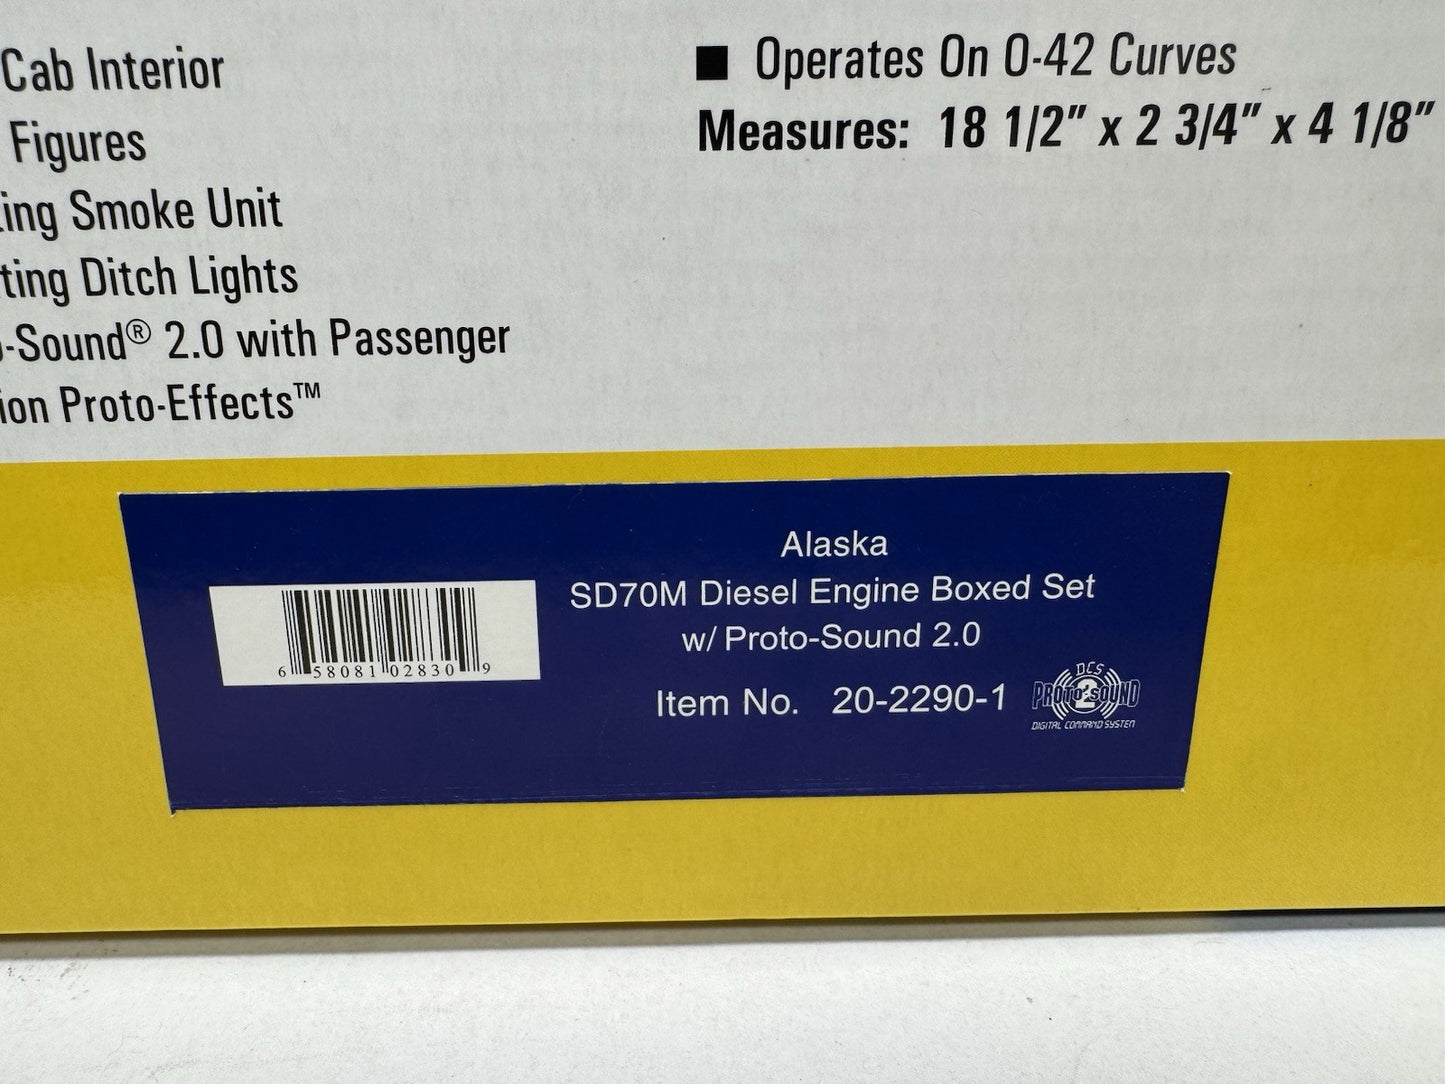 Cab Interior
Figures
ing Smoke Unit
ting Ditch Lights
-Sound® 2.0 with Passenger
ion Proto-Effects™
■ Operates On O-42 Curves
Measures: 18 1/2" x 2 3/4" x 4 1/8"
Alaska
SD70M Diesel Engine Boxed Set
w/ Proto-Sound 2.0
Item No. 20-2290-1
6 58081 02830 9
DCS
PROTO SOUND 2
DIGITAL COMMAND SYSTEM